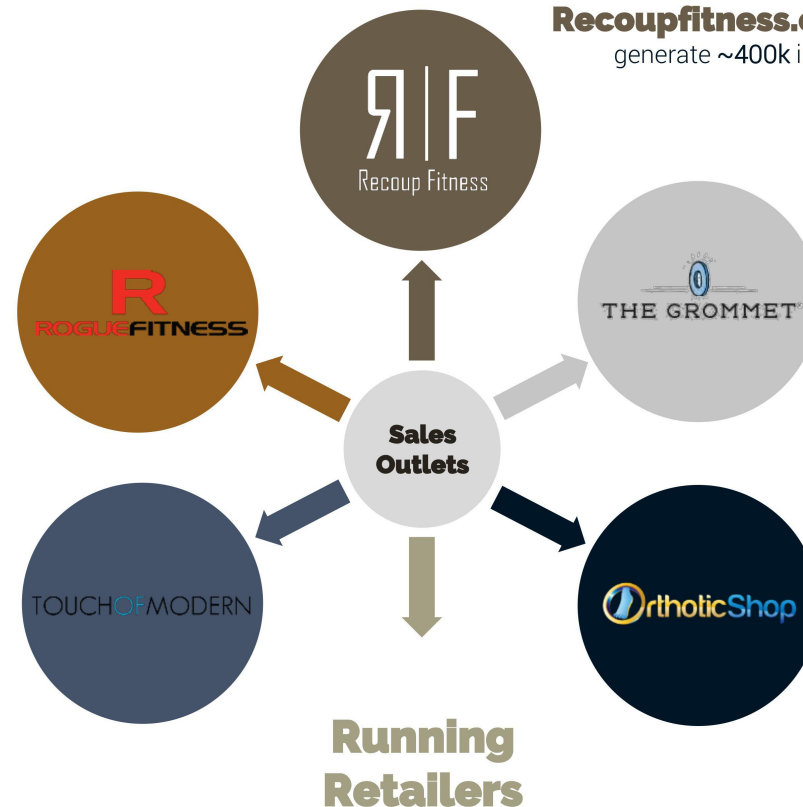 Recoupfitness.c
generate ~400k i
R|F
Recoup Fitness
R
ROGUEFITNESS
THE GROMMET
Sales
Outlets
TOUCHOFMODERN
OrthoticShop
Running
Retailers